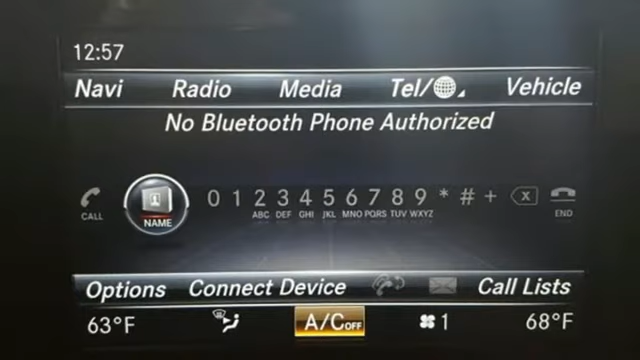 12:57
Navi Radio Media Tel/ Vehicle
No Bluetooth Phone Authorized
0 1 2 3 4 5 6 7 8 9 * # +
CALL NAME ABC DEF GHI JKL MNO PQRS TUV WXYZ x END
Options Connect Device Call Lists
63°F A/C OFF 1 68°F